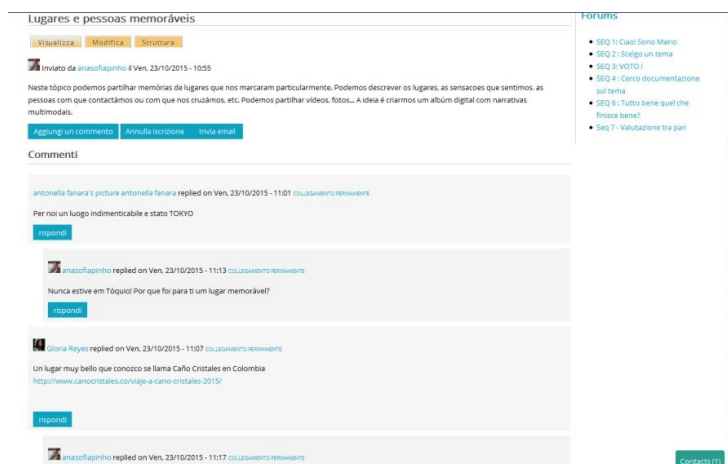 Lugares e pessoas memoráveis
Visualizza Modifica Struttura
Inviato da anasofiapinho il Ven, 23/10/2015 - 10:55
Neste tópico podemos partilhar memórias de lugares que nos marcaram particularmente. Podemos descrever os lugares, as sensacoes que sentimos, as
pessoas com que contactámos ou com que nos cruzámos, etc. Podemos partilhar vídeos, fotos... A ideia é criarmos um albúm digital com narrativas
multimodais.
Aggiungi un commento Annulla iscrizione Invia email
Commenti
antonella fanara's picture antonella fanara replied on Ven, 23/10/2015 - 11:01 COLLEGAMENTO PERMANENTE
Per noi un luogo indimenticabile e stato TOKYO
rispondi
anasofiapinho replied on Ven, 23/10/2015 - 11:13 COLLEGAMENTO PERMANENTE
Nunca estive em Tóquio! Por que foi para ti um lugar memorável?
rispondi
Gloria Reyes replied on Ven, 23/10/2015 - 11:07 COLLEGAMENTO PERMANENTE
Un lugar muy bello que conozco se llama Caño Cristales en Colombia
http://www.canocristales.co/viaje-a-cano-cristales-2015/
rispondi
anasofiapinho replied on Ven, 23/10/2015 - 11:17 COLLEGAMENTO PERMANENTE
Forums
SEQ 1: Ciao! Sono Mario
SEQ 2 : Scelgo un tema
SEQ 3: VOTO !
SEQ 4 : Cerco documentazione
sul tema
SEQ 6 : Tutto bene quel che
finisce bene?
Seq 7 - Valutazione tra pari
Contacts (1)